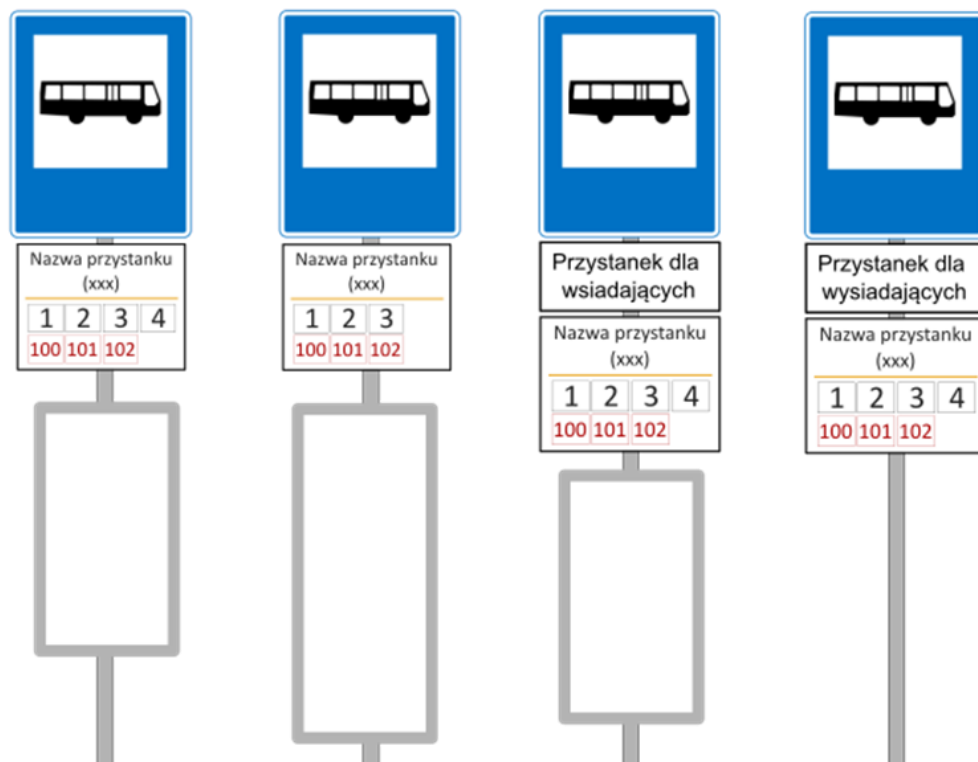 Nazwa przystanku
(xxx)
1 2 3 4
100 101 102
Nazwa przystanku
(xxx)
1 2 3
100 101 102
Przystanek dla
wsiadających
Nazwa przystanku
(xxx)
1 2 3 4
100 101 102
Przystanek dla
wysiadających
Nazwa przystanku
(xxx)
1 2 3 4
100 101 102